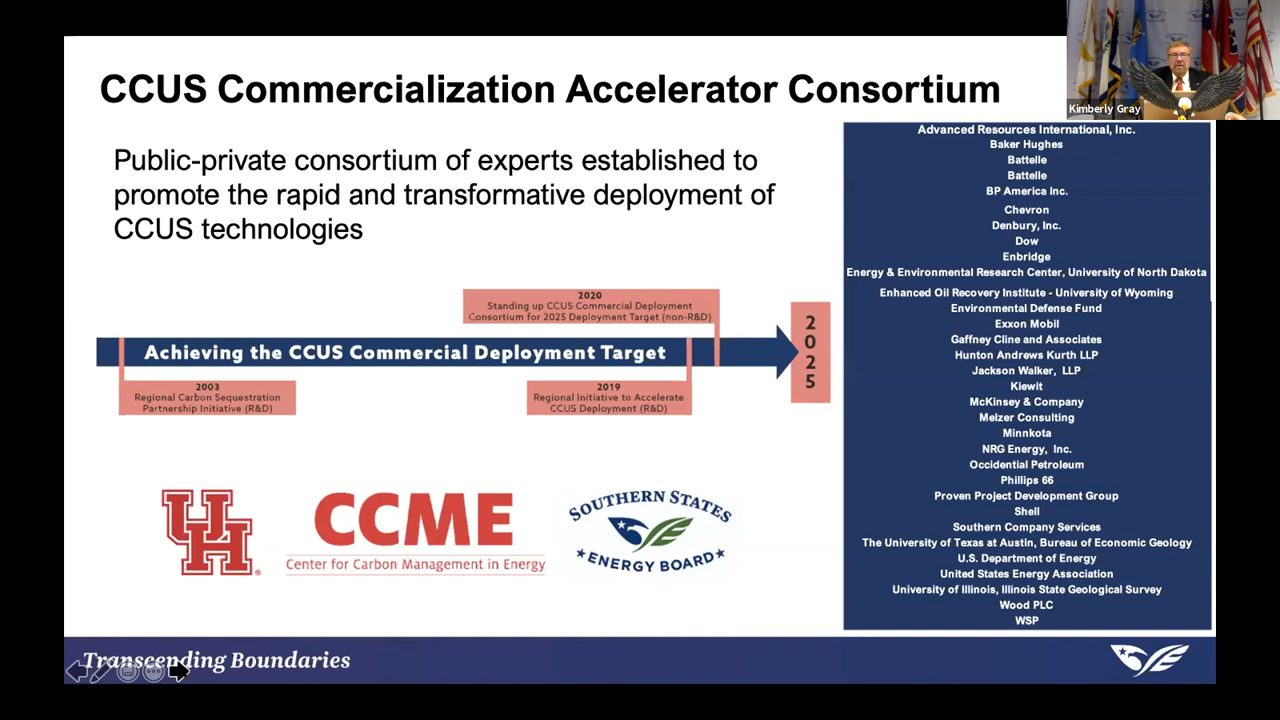 CCUS Commercialization Accelerator Consortium
Kimberly Gray
Public-private consortium of experts established to
promote the rapid and transformative deployment of
CCUS technologies
2020
Standing up CCUS Commercial Deployment
Consortium for 2025 Deployment Target (non-R&D)
Achieving the CCUS Commercial Deployment Target
2025
2003
Regional Carbon Sequestration
Partnership Initiative (R&D)
2019
Regional Initiative to Accelerate
CCUS Deployment (R&D)
UH
CCME
Center for Carbon Management in Energy
SOUTHERN STATES
ENERGY BOARD
Advanced Resources International, Inc.
Baker Hughes
Battelle
Battelle
BP America Inc.
Chevron
Denbury, Inc.
Dow
Enbridge
Energy & Environmental Research Center, University of North Dakota
Enhanced Oil Recovery Institute - University of Wyoming
Environmental Defense Fund
Exxon Mobil
Gaffney Cline and Associates
Hunton Andrews Kurth LLP
Jackson Walker, LLP
Kiewit
McKinsey & Company
Melzer Consulting
Minnkota
NRG Energy, Inc.
Occidental Petroleum
Phillips 66
Proven Project Development Group
Shell
Southern Company Services
The University of Texas at Austin, Bureau of Economic Geology
U.S. Department of Energy
United States Energy Association
University of Illinois, Illinois State Geological Survey
Wood PLC
WSP
Transcending Boundaries